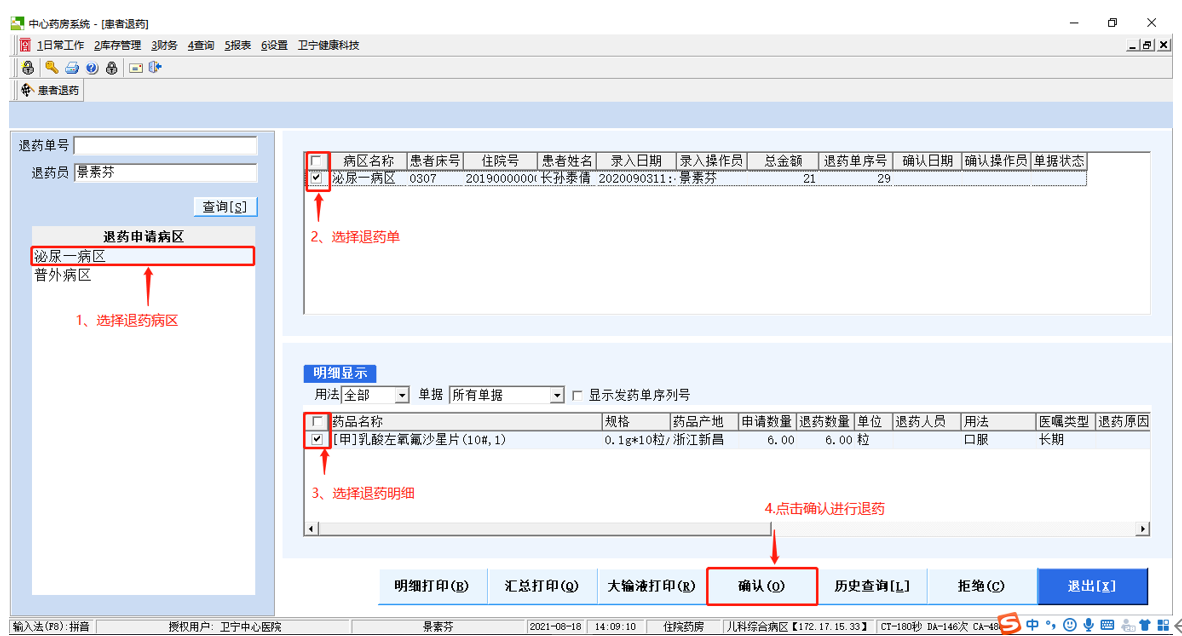 中心药房系统 - [患者退药]
1日常工作 2库存管理 3财务 4查询 5报表 6设置 卫宁健康科技
患者退药
退药单号
退药员 景素芬
查询[S]
退药申请病区
泌尿一病区
普外病区
1、选择退药病区
病区名称 患者床号 住院号 患者姓名 录入日期 录入操作员 总金额 退药单序号 确认日期 确认操作员 单据状态
泌尿一病区 0307 2019000000 长孙泰倩 2020090311: 景素芬 21 29
2、选择退药单
明细显示
用法 全部 单据 所有单据 显示发药单序列号
药品名称 规格 药品产地 申请数量 退药数量 单位 退药人员 用法 医嘱类型 退药原因
[甲]乳酸左氧氟沙星片(10#,1) 0.1g*10粒/ 浙江新昌 6.00 6.00 粒 口服 长期
3、选择退药明细
4.点击确认进行退药
明细打印(B) 汇总打印(Q) 大输液打印(R) 确认(O) 历史查询[L] 拒绝(C) 退出[X]
输入法(F8):拼音 授权用户: 卫宁中心医院 景素芬 2021-08-18 14:09:10 住院药房 儿科综合病区【172.17.15.33】 CT-180秒 DA-146次 CA-48 中